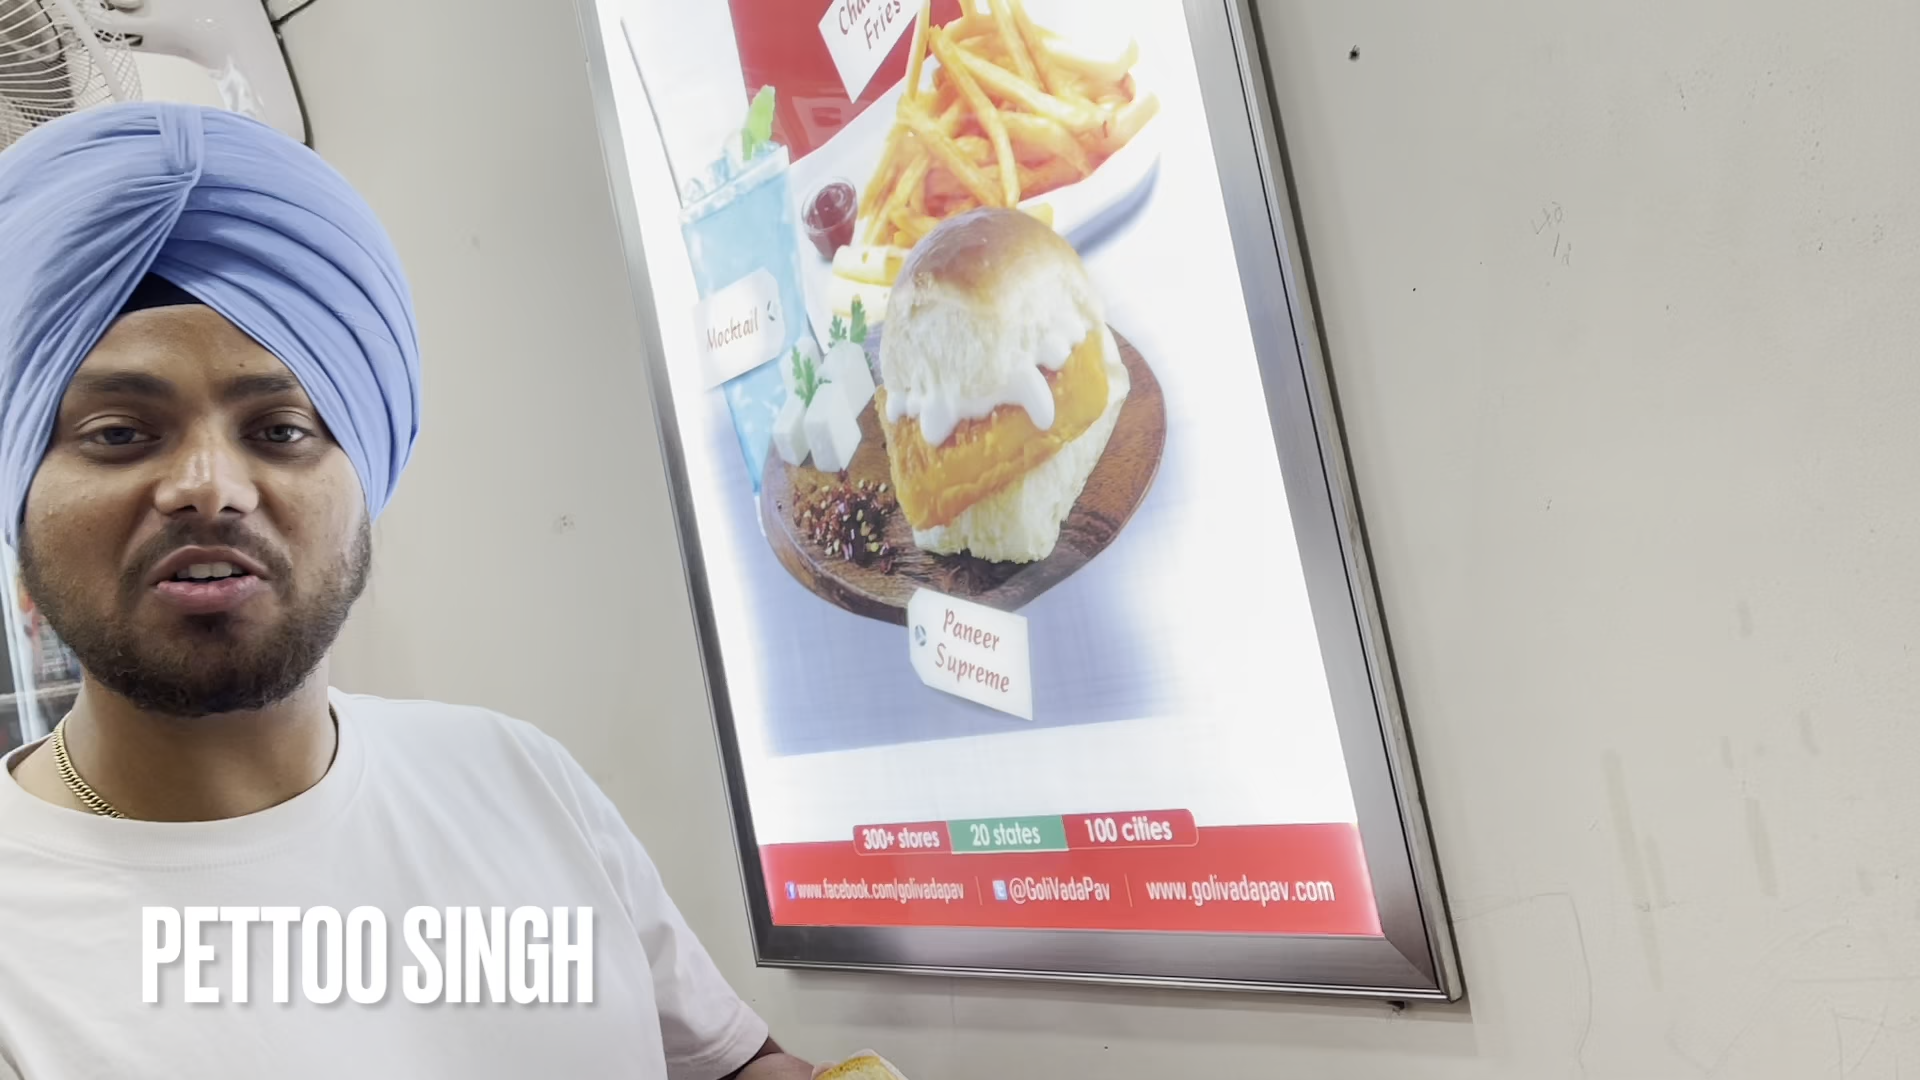 Fries
Mocktail
Paneer
Supreme
300+ stores 20 states 100 cities
www.facebook.com/golivadapav @GoliVadaPav www.golivadapav.com
PETTOO SINGH